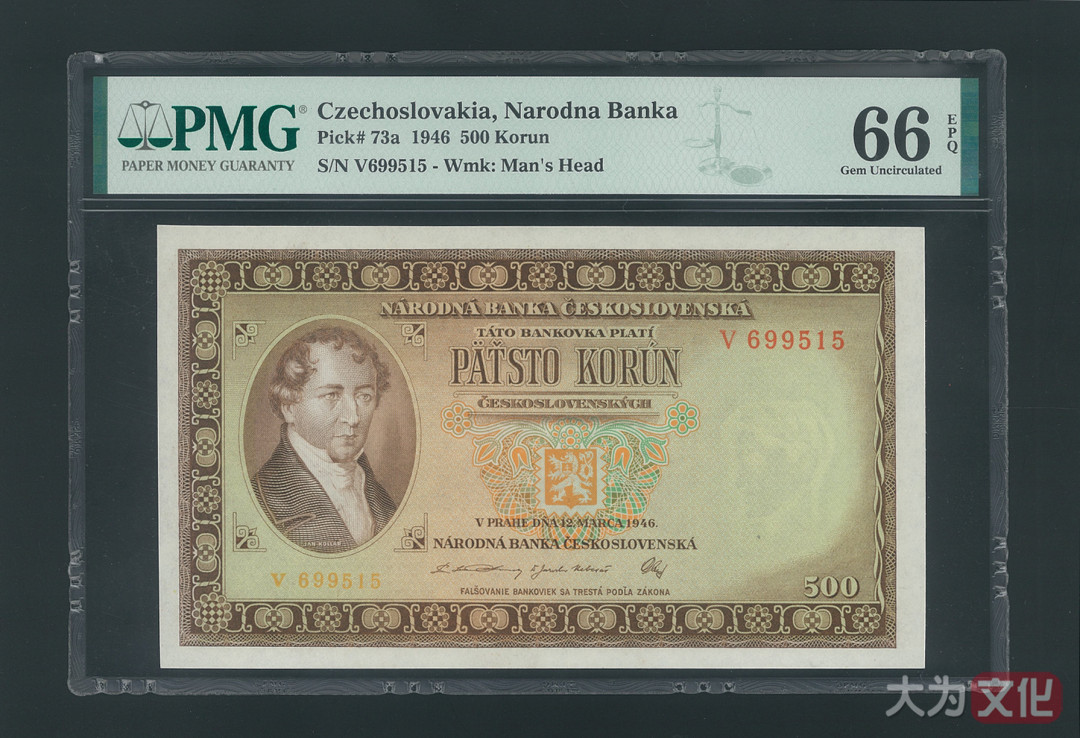 PMG®
PAPER MONEY GUARANTY
Czechoslovakia, Narodna Banka
Pick# 73a 1946 500 Korun
S/N V699515 - Wmk: Man's Head
66
EPQ
Gem Uncirculated
NÁRODNÁ BANKA ČESKOSLOVENSKÁ
TÁTO BANKOVKA PLATÍ
PÄŤSTO KORÚN
ČESKOSLOVENSKÝCH
V 699515
V PRAHE DŇA 12. MARCA 1946.
NÁRODNÁ BANKA ČESKOSLOVENSKÁ
JÁN KOLLÁR
V 699515
FALŠOVANIE BANKOVIEK SA TRESTÁ PODĽA ZÁKONA
500
大为文化